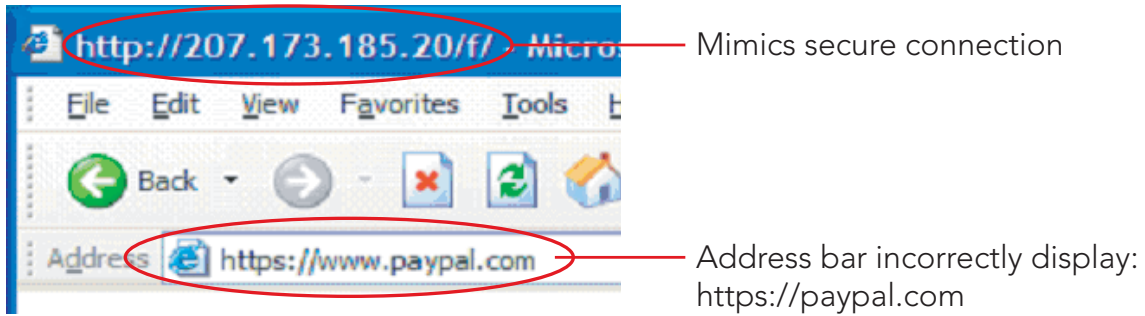 http://207.173.185.20/f/ - Micros
Mimics secure connection
File Edit View Favorites Tools H
Back
Address https://www.paypal.com
Address bar incorrectly display:
https://paypal.com